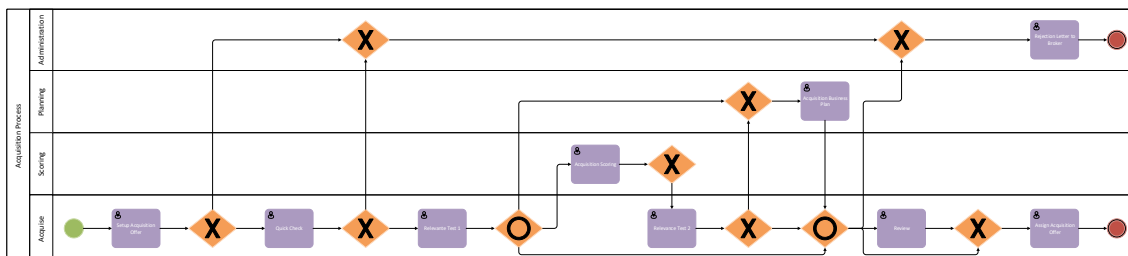 Acquisition Process
Administration
Rejection Letter to
Broker
Planning
Acquisition Business
Plan
Scoring
Acquisition Scoring
Acquise
Setup Acquisition
Offer
Quick Check
Relevance Test 1
Relevance Test 2
Review
Assign Acquisition
Offer